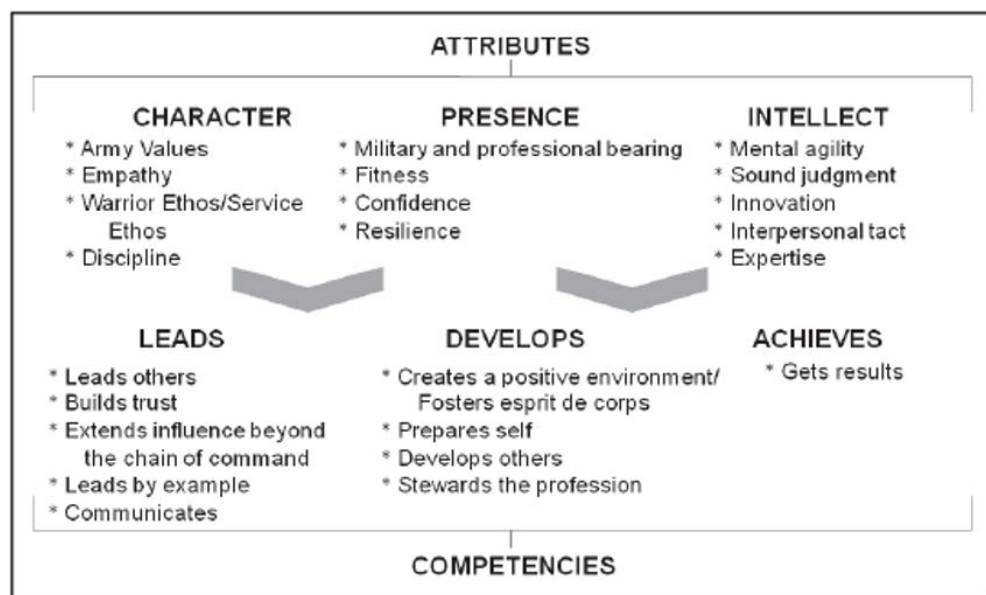 ATTRIBUTES
CHARACTER
* Army Values
* Empathy
* Warrior Ethos/Service
Ethos
* Discipline
PRESENCE
* Military and professional bearing
* Fitness
* Confidence
* Resilience
INTELLECT
* Mental agility
* Sound judgment
* Innovation
* Interpersonal tact
* Expertise
LEADS
* Leads others
* Builds trust
* Extends influence beyond
the chain of command
* Leads by example
* Communicates
DEVELOPS
* Creates a positive environment/
Fosters esprit de corps
* Prepares self
* Develops others
* Stewards the profession
ACHIEVES
* Gets results
COMPETENCIES